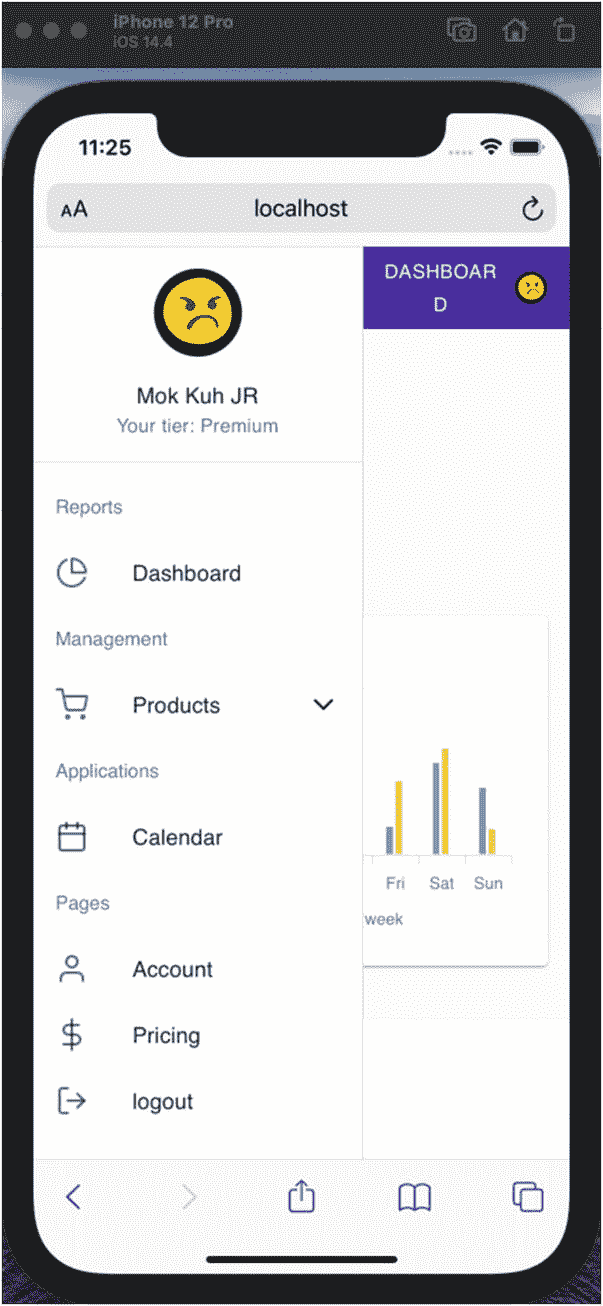 iPhone 12 Pro
iOS 14.4
11:25
AA
localhost
DASHBOAR
D
Mok Kuh JR
Your tier: Premium
Reports
Dashboard
Management
Products
Applications
Calendar
Pages
Account
Pricing
logout
Fri Sat Sun
week